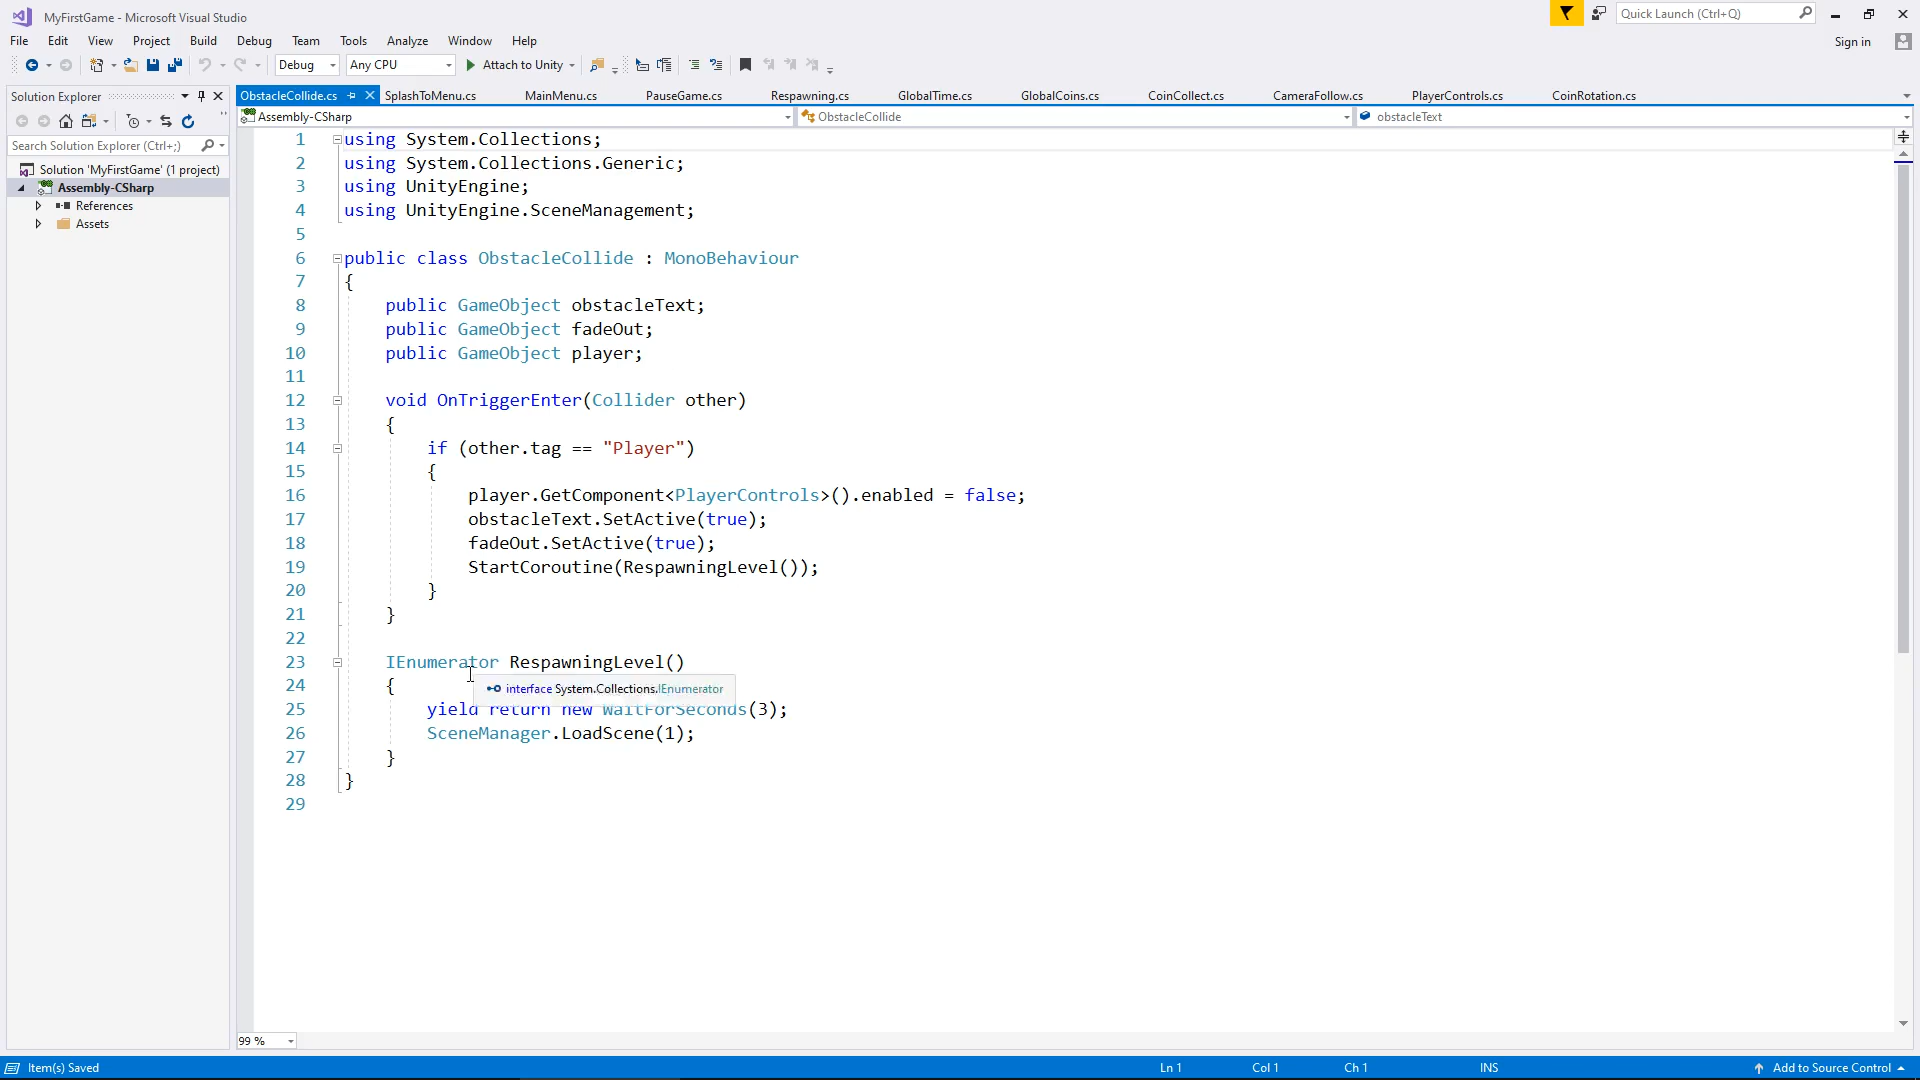 MyFirstGame - Microsoft Visual Studio
Quick Launch (Ctrl+Q)
File Edit View Project Build Debug Team Tools Analyze Window Help
Sign in
Debug Any CPU Attach to Unity
Solution Explorer
ObstacleCollide.cs SplashToMenu.cs MainMenu.cs PauseGame.cs Respawning.cs GlobalTime.cs GlobalCoins.cs CoinCollect.cs CameraFollow.cs PlayerControls.cs CoinRotation.cs
Assembly-CSharp ObstacleCollide obstacleText
Search Solution Explorer (Ctrl+;)
Solution 'MyFirstGame' (1 project)
Assembly-CSharp
References
Assets
1 using System.Collections;
2 using System.Collections.Generic;
3 using UnityEngine;
4 using UnityEngine.SceneManagement;
5
6 public class ObstacleCollide : MonoBehaviour
7 {
8 public GameObject obstacleText;
9 public GameObject fadeOut;
10 public GameObject player;
11
12 void OnTriggerEnter(Collider other)
13 {
14 if (other.tag == "Player")
15 {
16 player.GetComponent<PlayerControls>().enabled = false;
17 obstacleText.SetActive(true);
18 fadeOut.SetActive(true);
19 StartCoroutine(RespawningLevel());
20 }
21 }
22
23 IEnumerator RespawningLevel()
24 {
interface System.Collections.IEnumerator
25 yield return new WaitForSeconds(3);
26 SceneManager.LoadScene(1);
27 }
28 }
29
99 %
Item(s) Saved Ln 1 Col 1 Ch 1 INS Add to Source Control